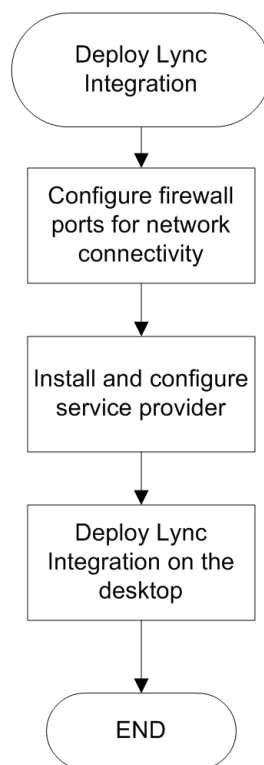 Deploy Lync
Integration
Configure firewall
ports for network
connectivity
Install and configure
service provider
Deploy Lync
Integration on the
desktop
END